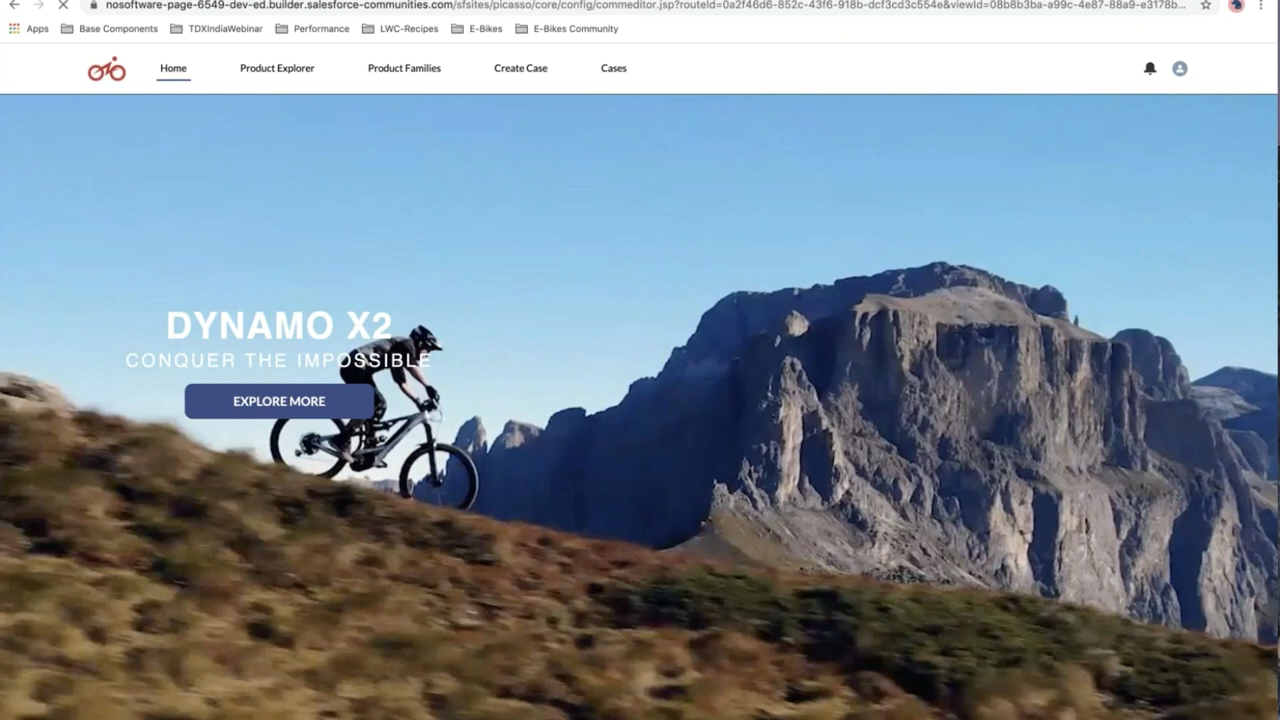 nosoftware-page-6549-dev-ed.builder.salesforce-communities.com/sfsites/picasso/core/config/commeditor.jsp?routeId=0a2f46d6-852c-43f6-918b-dcf3cd3c554e&viewId=08b8b3ba-a99c-4e87-88a9-e3178b...
Apps Base Components TDXIndiaWebinar Performance LWC-Recipes E-Bikes E-Bikes Community
Home Product Explorer Product Families Create Case Cases
DYNAMO X2
CONQUER THE IMPOSSIBLE
EXPLORE MORE